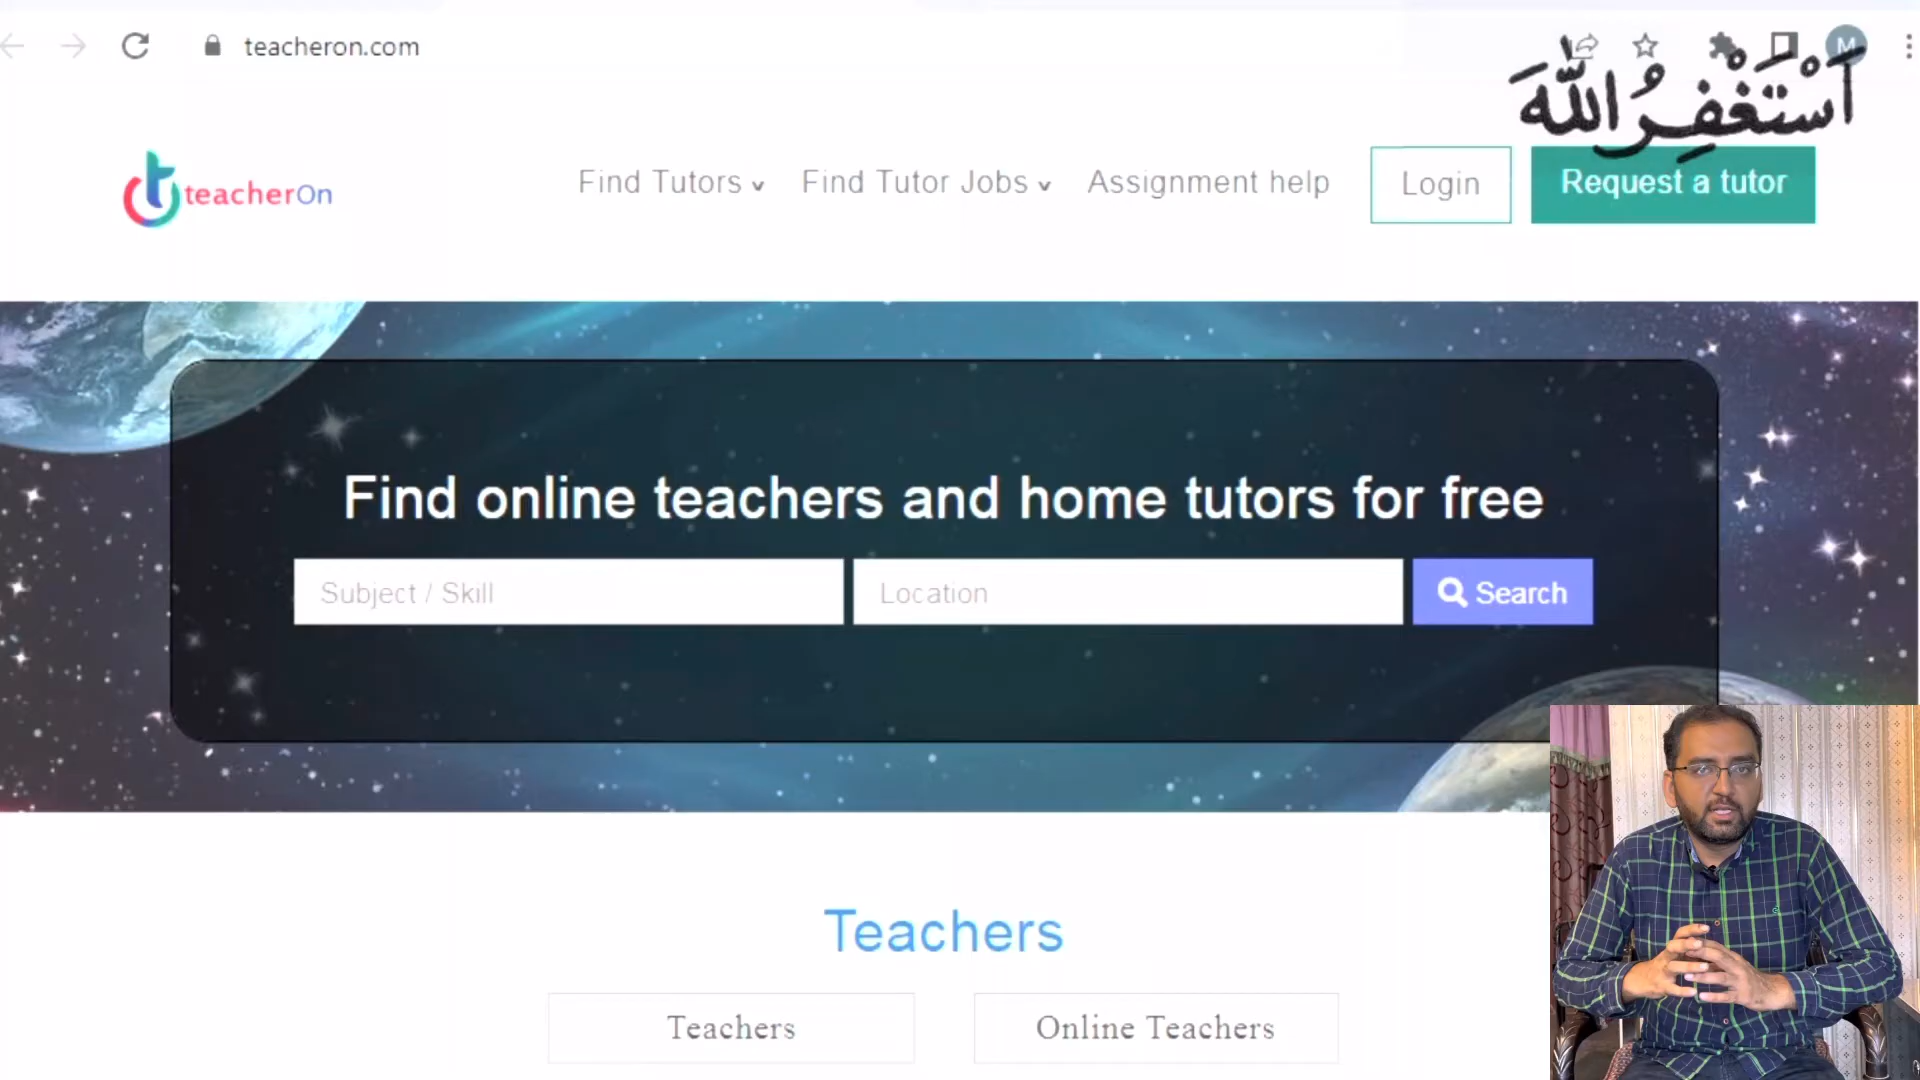 teacheron.com
M
أَسْتَغْفِرُ اللهَ
teacherOn
Find Tutors
Find Tutor Jobs
Assignment help
Login
Request a tutor
Find online teachers and home tutors for free
Subject / Skill
Location
Search
Teachers
Teachers
Online Teachers